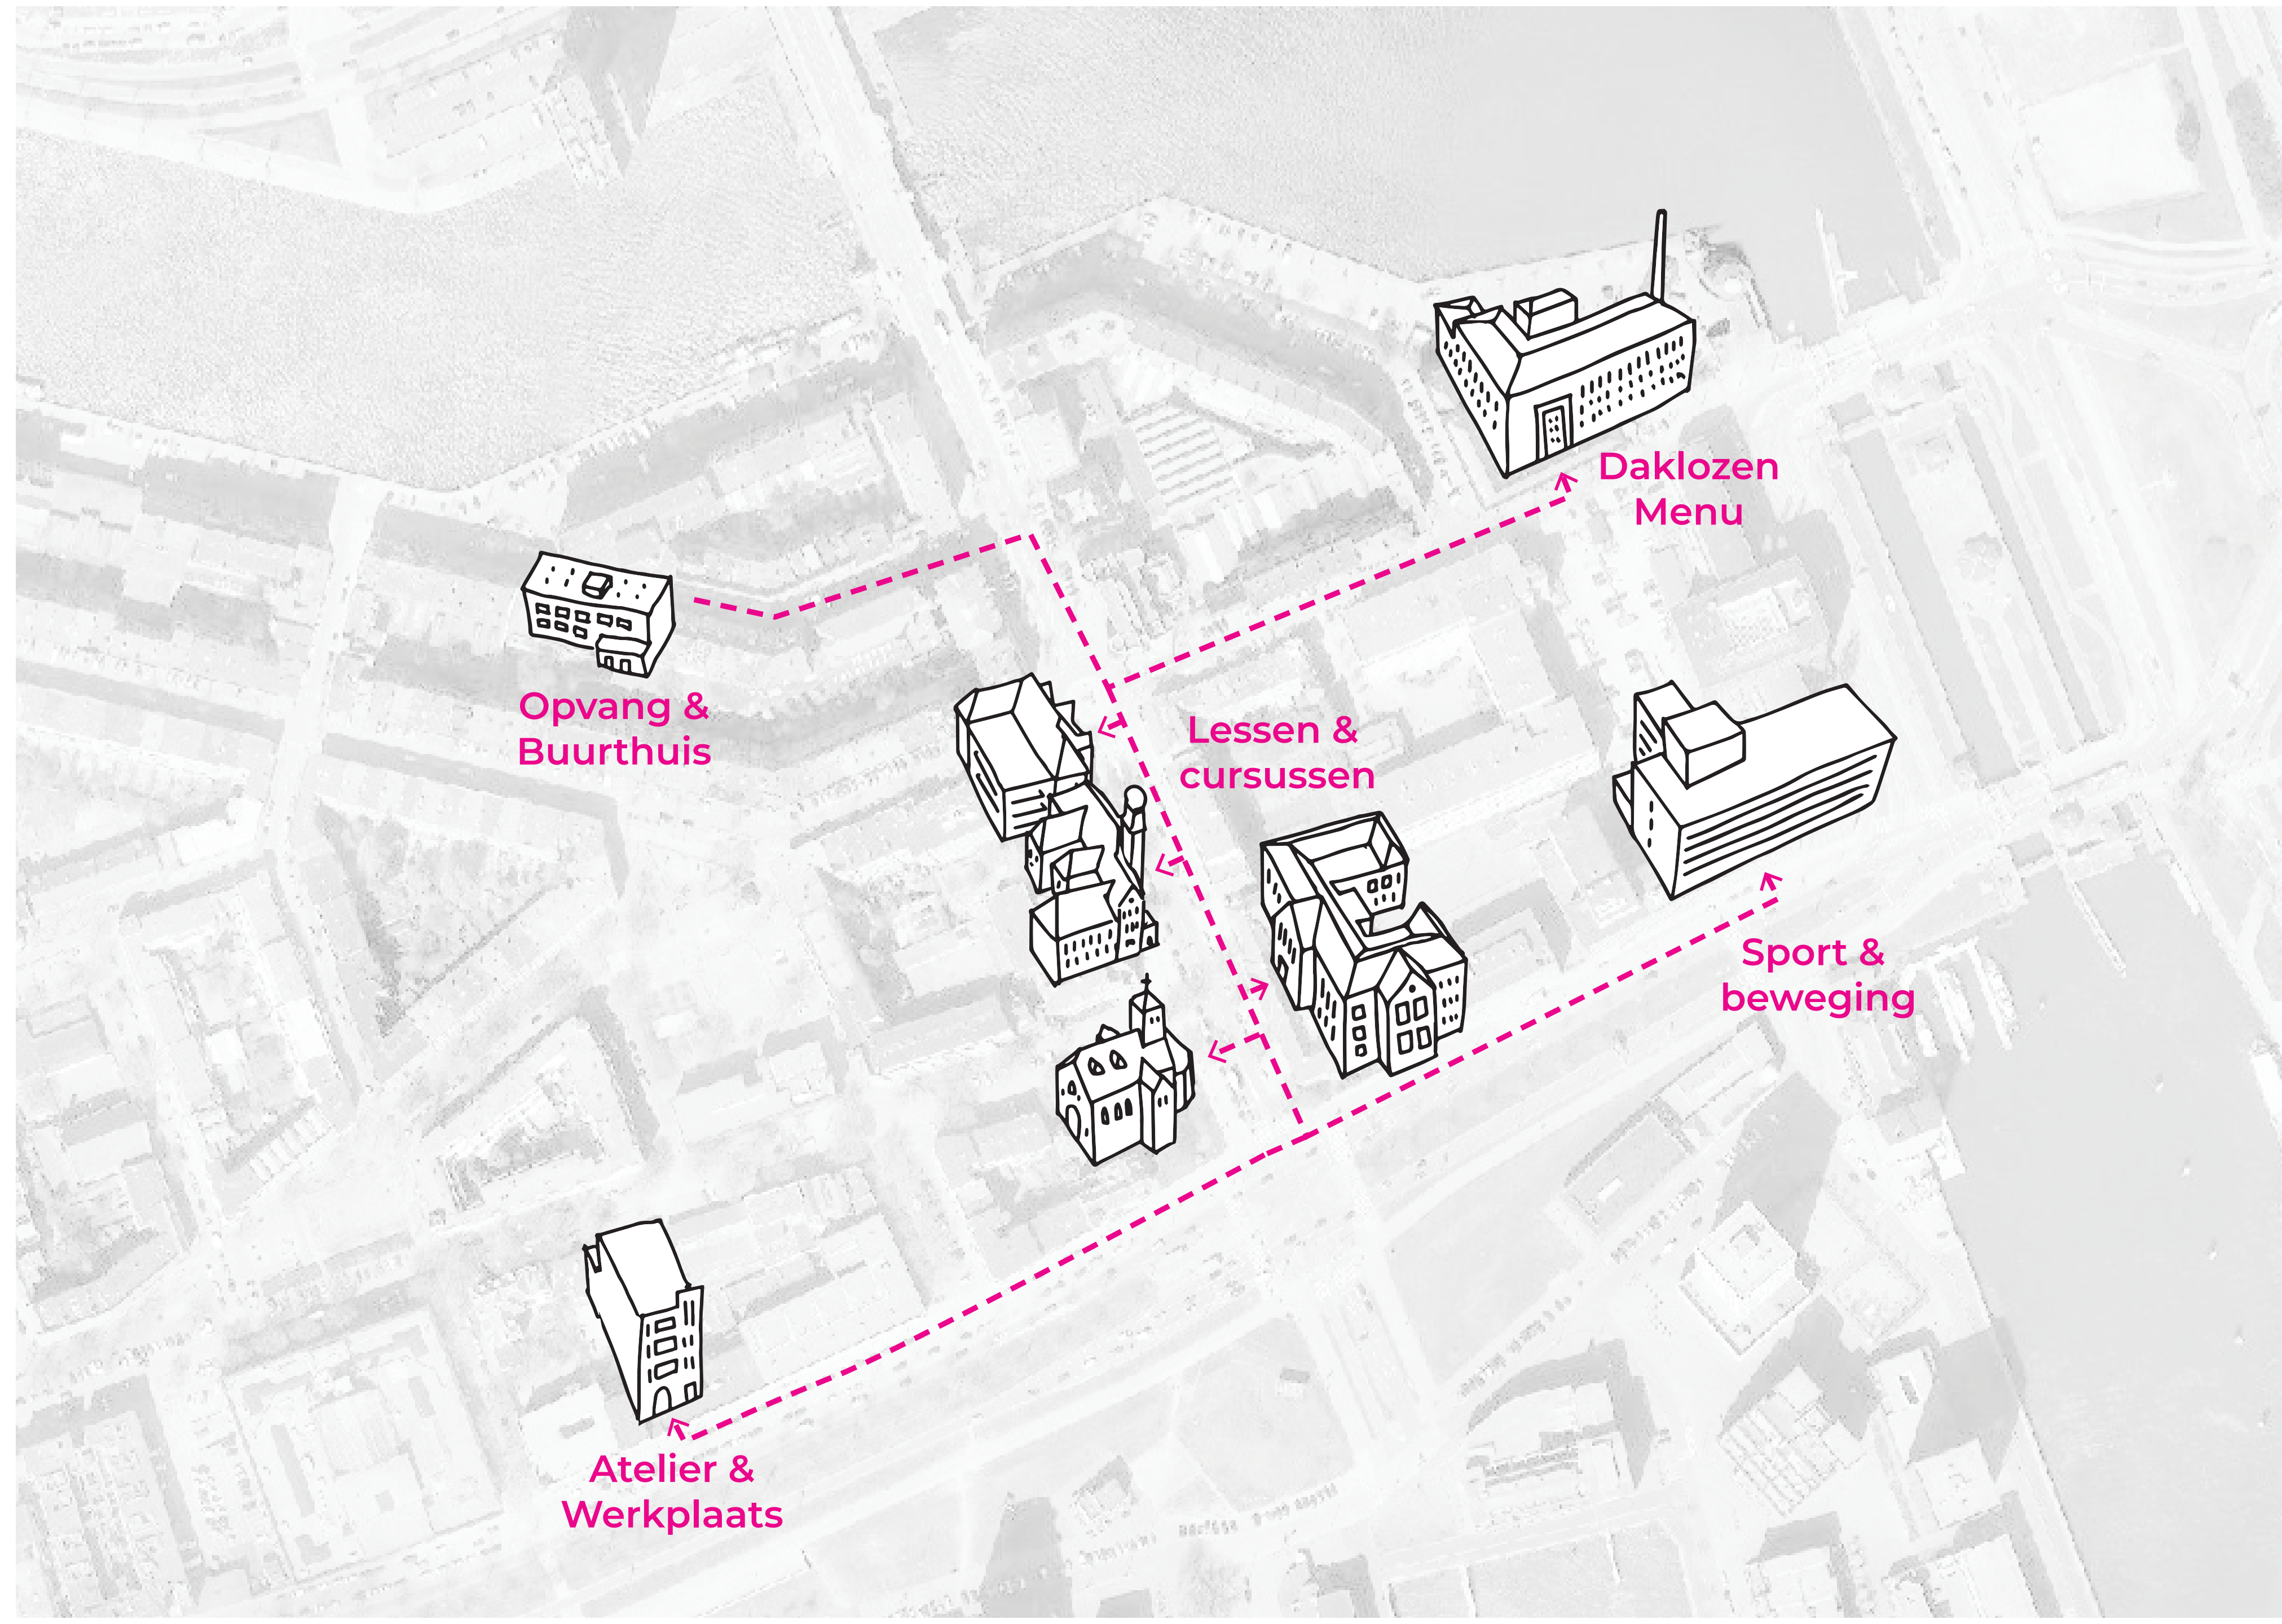 Daklozen
Menu
Opvang &
Buurthuis
Lessen &
cursussen
Sport &
beweging
Atelier &
Werkplaats